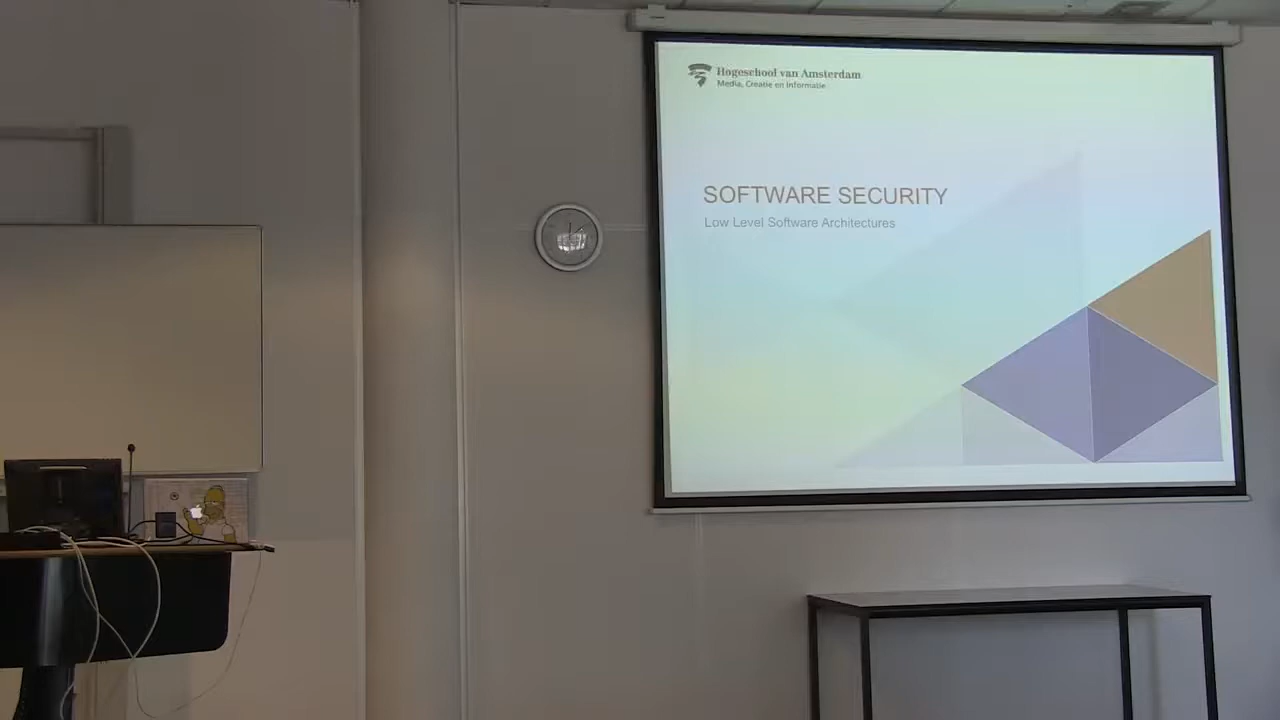 Hogeschool van Amsterdam
Media, Creatie en Informatie
SOFTWARE SECURITY
Low Level Software Architectures